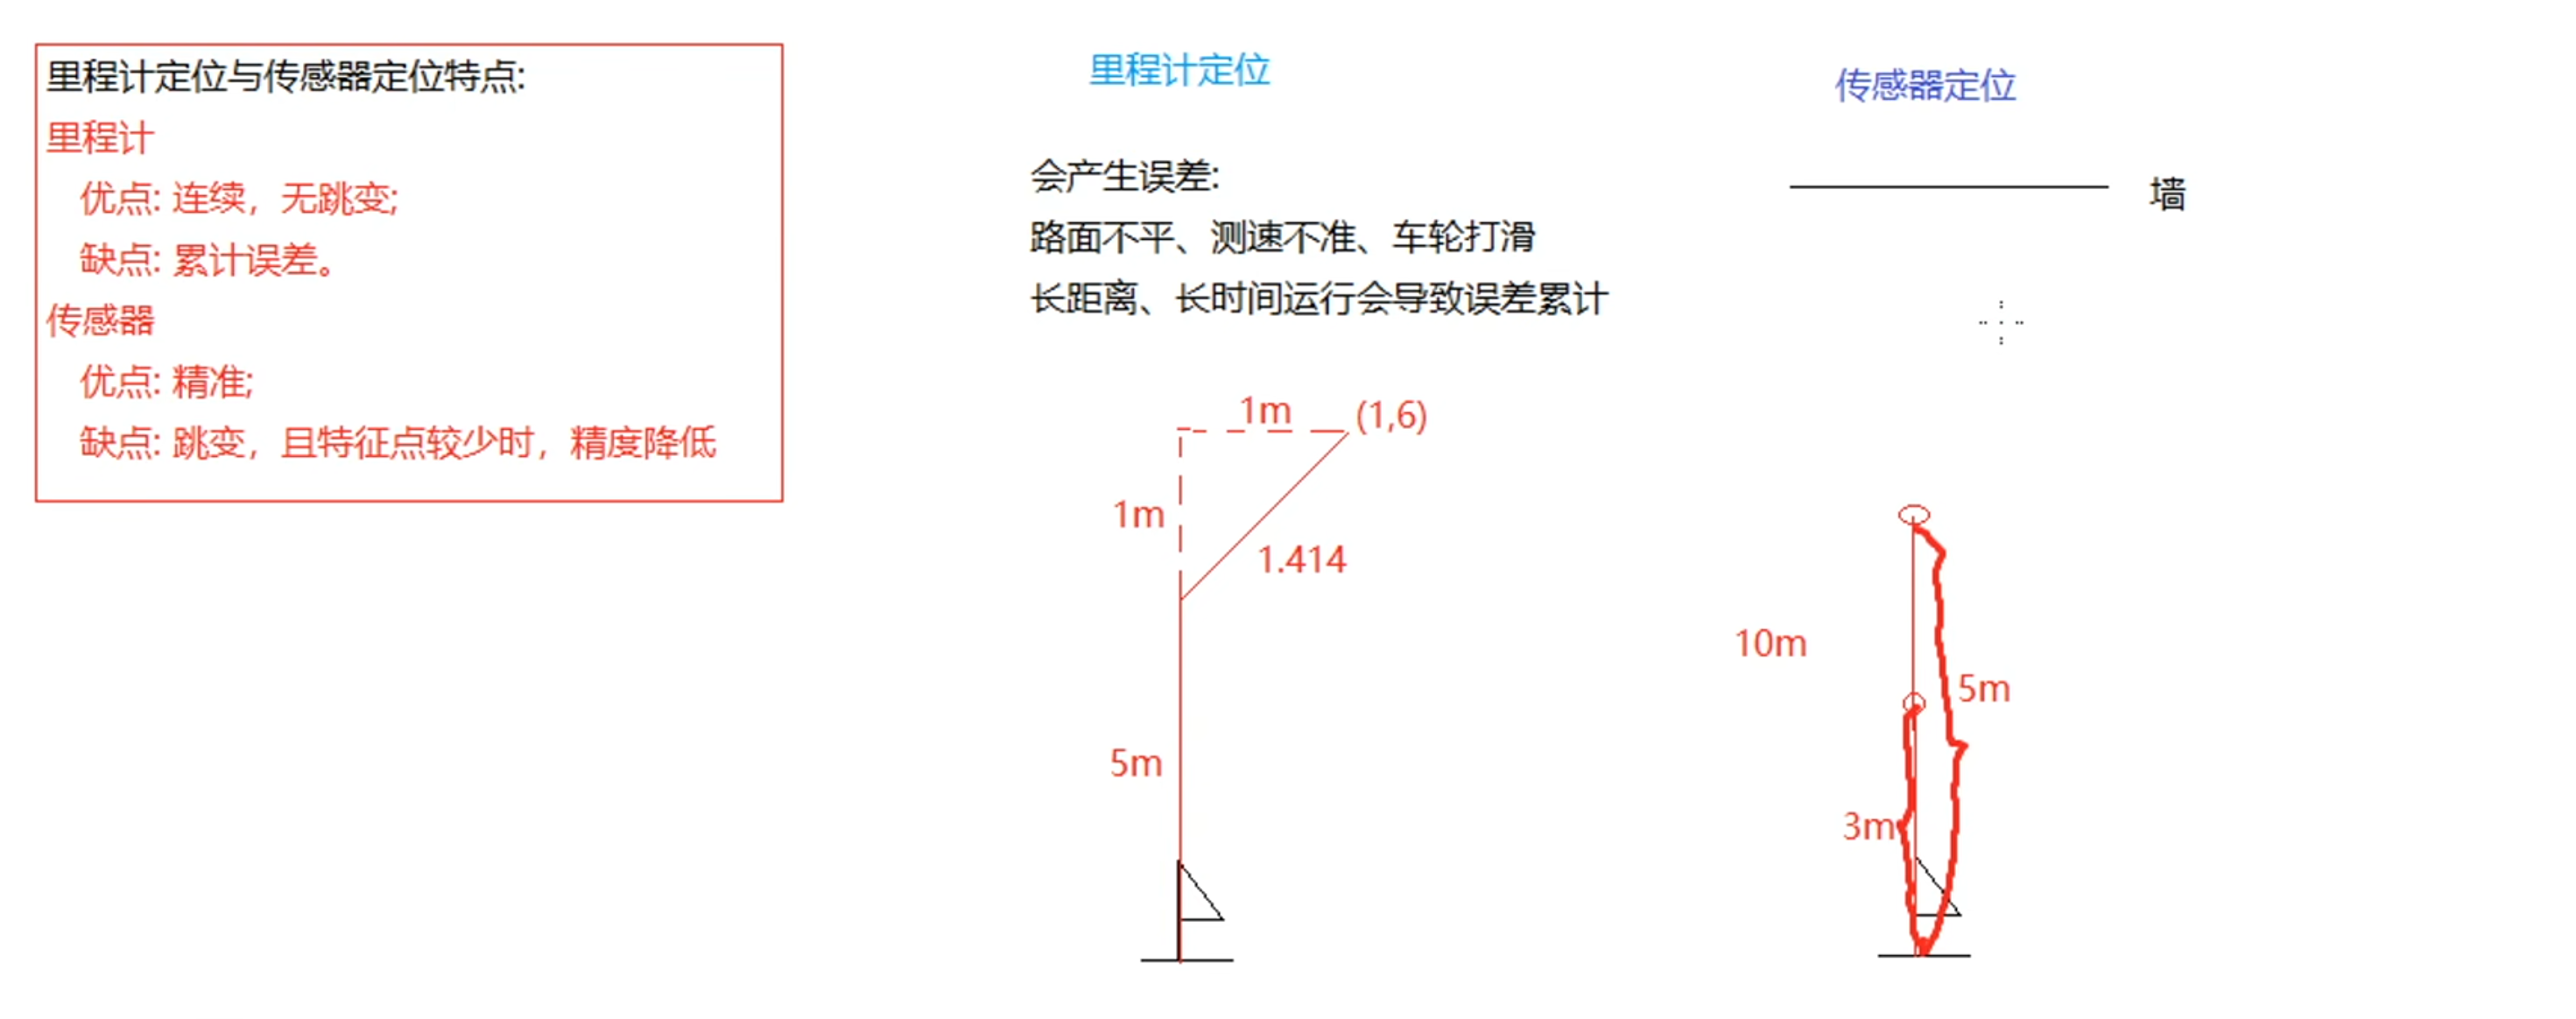 里程计定位与传感器定位特点:
里程计
优点: 连续，无跳变;
缺点: 累计误差。
传感器
优点: 精准;
缺点: 跳变，且特征点较少时，精度降低
里程计定位
会产生误差:
路面不平、测速不准、车轮打滑
长距离、长时间运行会导致误差累计
1m
(1,6)
1m
1.414
5m
传感器定位
墙
10m
5m
3m